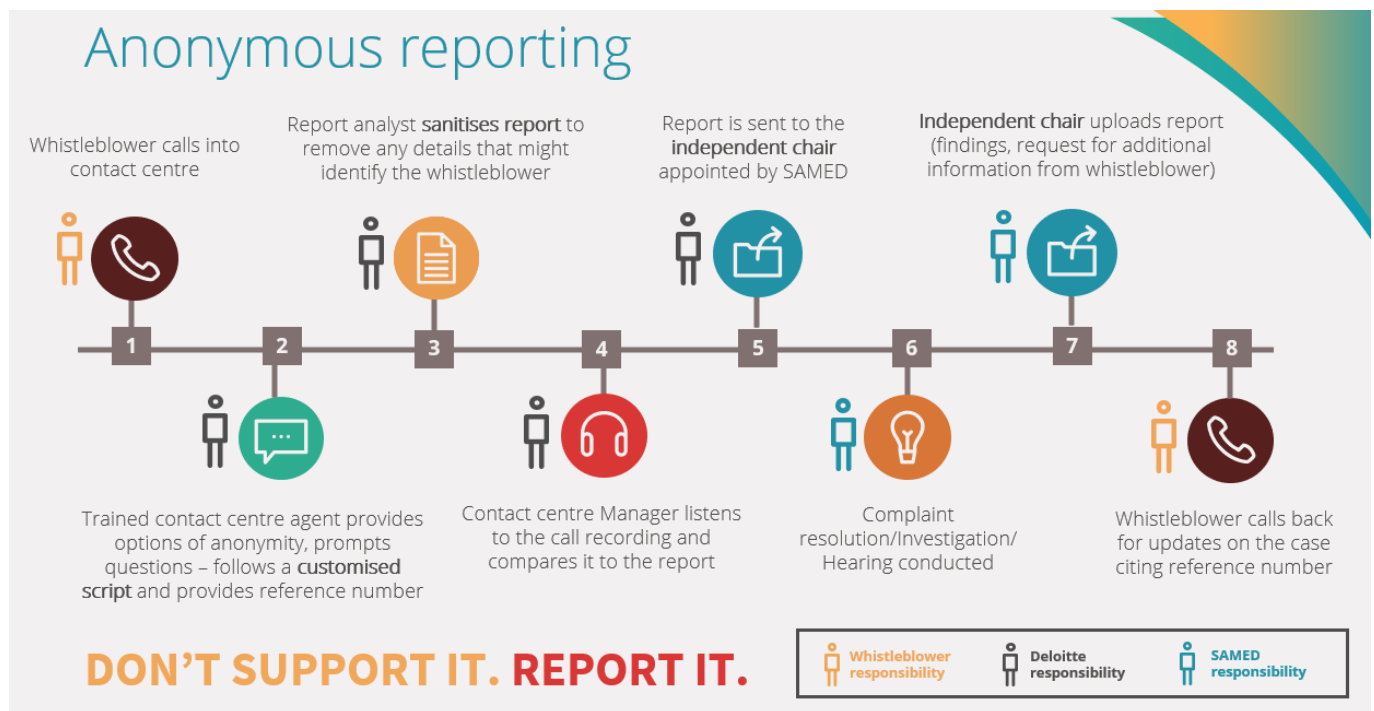 Anonymous reporting
Whistleblower calls into
contact centre
Report analyst sanitises report to
remove any details that might
identify the whistleblower
Report is sent to the
independent chair
appointed by SAMED
Independent chair uploads report
(findings, request for additional
information from whistleblower)
1
2
3
4
5
6
7
8
Trained contact centre agent provides
options of anonymity, prompts
questions – follows a customised
script and provides reference number
Contact centre Manager listens
to the call recording and
compares it to the report
Complaint
resolution/Investigation/
Hearing conducted
Whistleblower calls back
for updates on the case
citing reference number
DON'T SUPPORT IT. REPORT IT.
Whistleblower
responsibility
Deloitte
responsibility
SAMED
responsibility